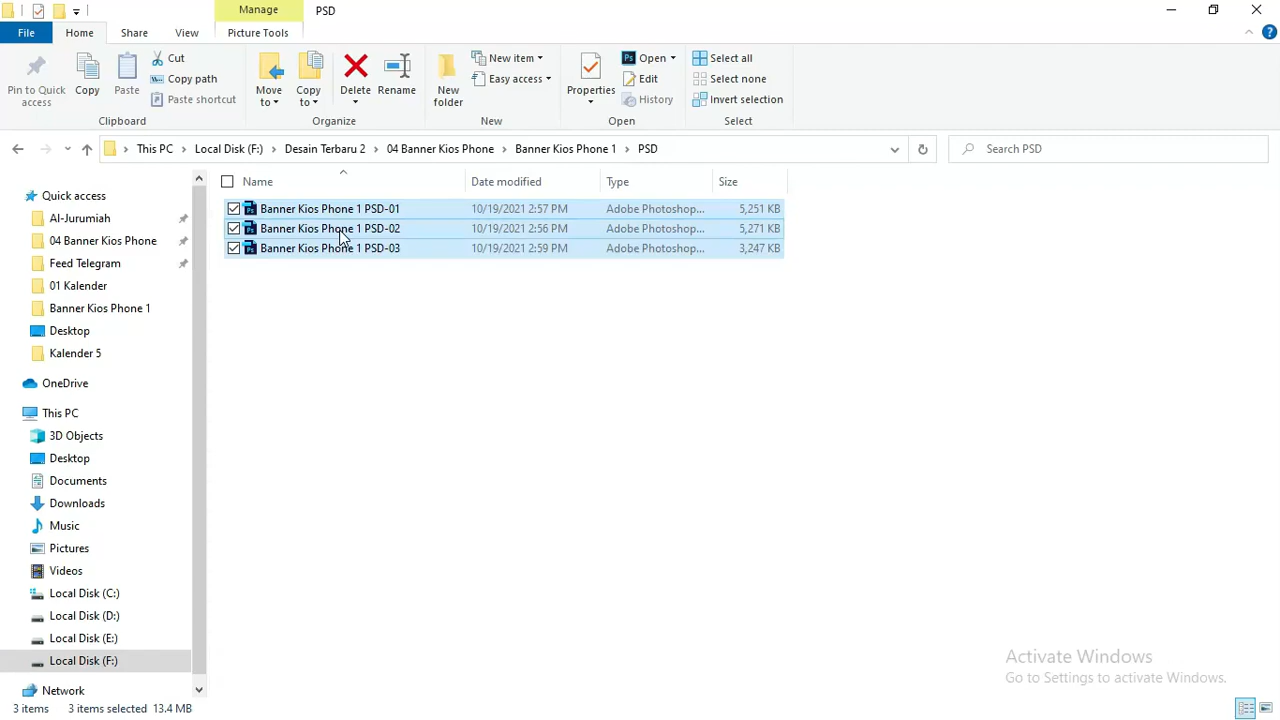 Manage
PSD
File
Home
Share
View
Picture Tools
Pin to Quick access
Copy
Paste
Cut
Copy path
Paste shortcut
Clipboard
Move to
Copy to
Delete
Rename
Organize
New folder
New item
Easy access
New
Properties
Open
Edit
History
Open
Select all
Select none
Invert selection
Select
This PC
Local Disk (F:)
Desain Terbaru 2
04 Banner Kios Phone
Banner Kios Phone 1
PSD
Search PSD
Name
Date modified
Type
Size
Banner Kios Phone 1 PSD-01 10/19/2021 2:57 PM Adobe Photoshop... 5,251 KB
Banner Kios Phone 1 PSD-02 10/19/2021 2:56 PM Adobe Photoshop... 5,271 KB
Banner Kios Phone 1 PSD-03 10/19/2021 2:59 PM Adobe Photoshop... 3,247 KB
Quick access
Al-Jurumiah
04 Banner Kios Phone
Feed Telegram
01 Kalender
Banner Kios Phone 1
Desktop
Kalender 5
OneDrive
This PC
3D Objects
Desktop
Documents
Downloads
Music
Pictures
Videos
Local Disk (C:)
Local Disk (D:)
Local Disk (E:)
Local Disk (F:)
Network
Activate Windows
Go to Settings to activate Windows.
3 items
3 items selected 13.4 MB